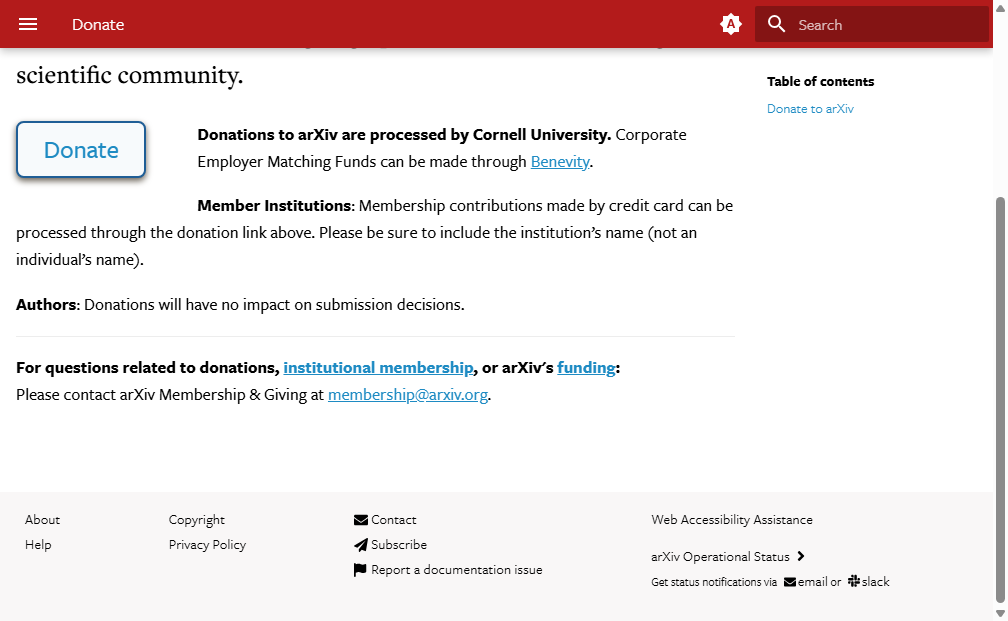 Donate
A
Search
scientific community.
Table of contents
Donate to arXiv
Donate
Donations to arXiv are processed by Cornell University. Corporate
Employer Matching Funds can be made through Benevity.
Member Institutions: Membership contributions made by credit card can be
processed through the donation link above. Please be sure to include the institution’s name (not an
individual’s name).
Authors: Donations will have no impact on submission decisions.
For questions related to donations, institutional membership, or arXiv’s funding:
Please contact arXiv Membership & Giving at membership@arxiv.org.
About
Help
Copyright
Privacy Policy
Contact
Subscribe
Report a documentation issue
Web Accessibility Assistance
arXiv Operational Status
Get status notifications via email or slack